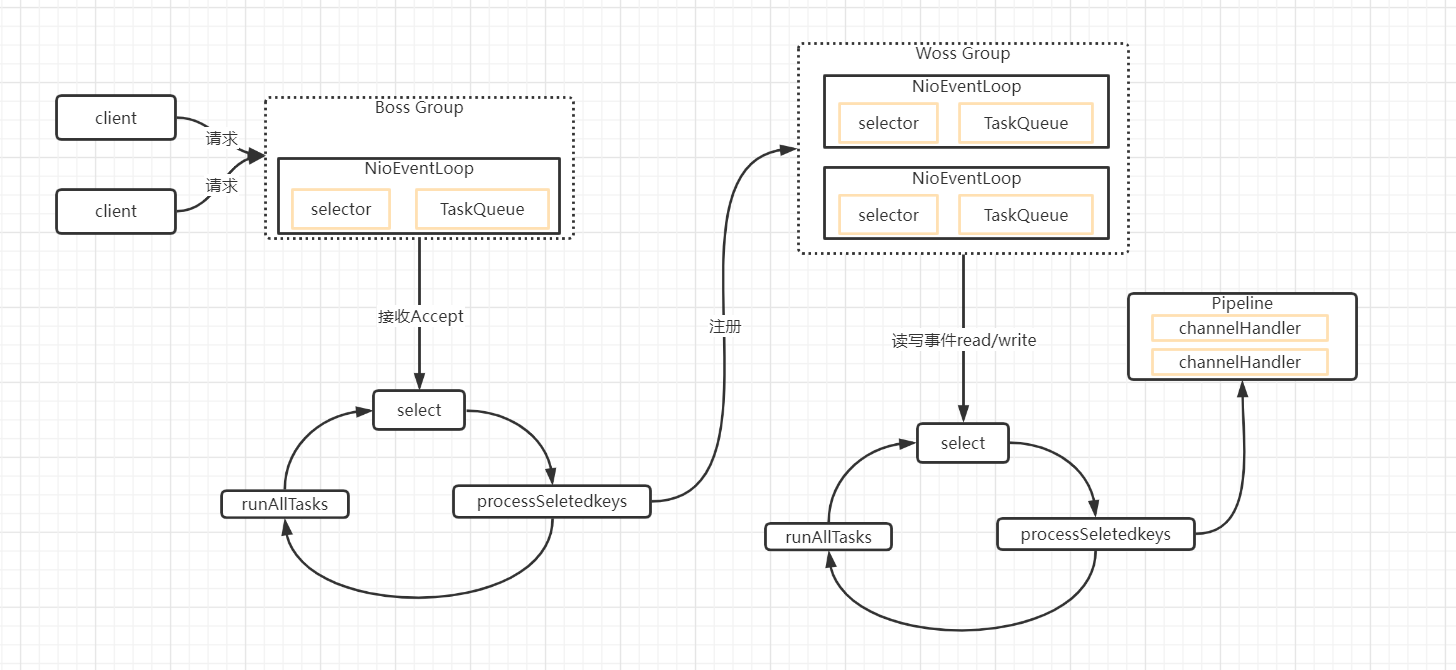 client
client
请求
请求
Boss Group
NioEventLoop
selector
TaskQueue
接收Accept
select
processSeletedkeys
runAllTasks
注册
Woss Group
NioEventLoop
selector
TaskQueue
NioEventLoop
selector
TaskQueue
读写事件read/write
select
processSeletedkeys
runAllTasks
Pipeline
channelHandler
channelHandler